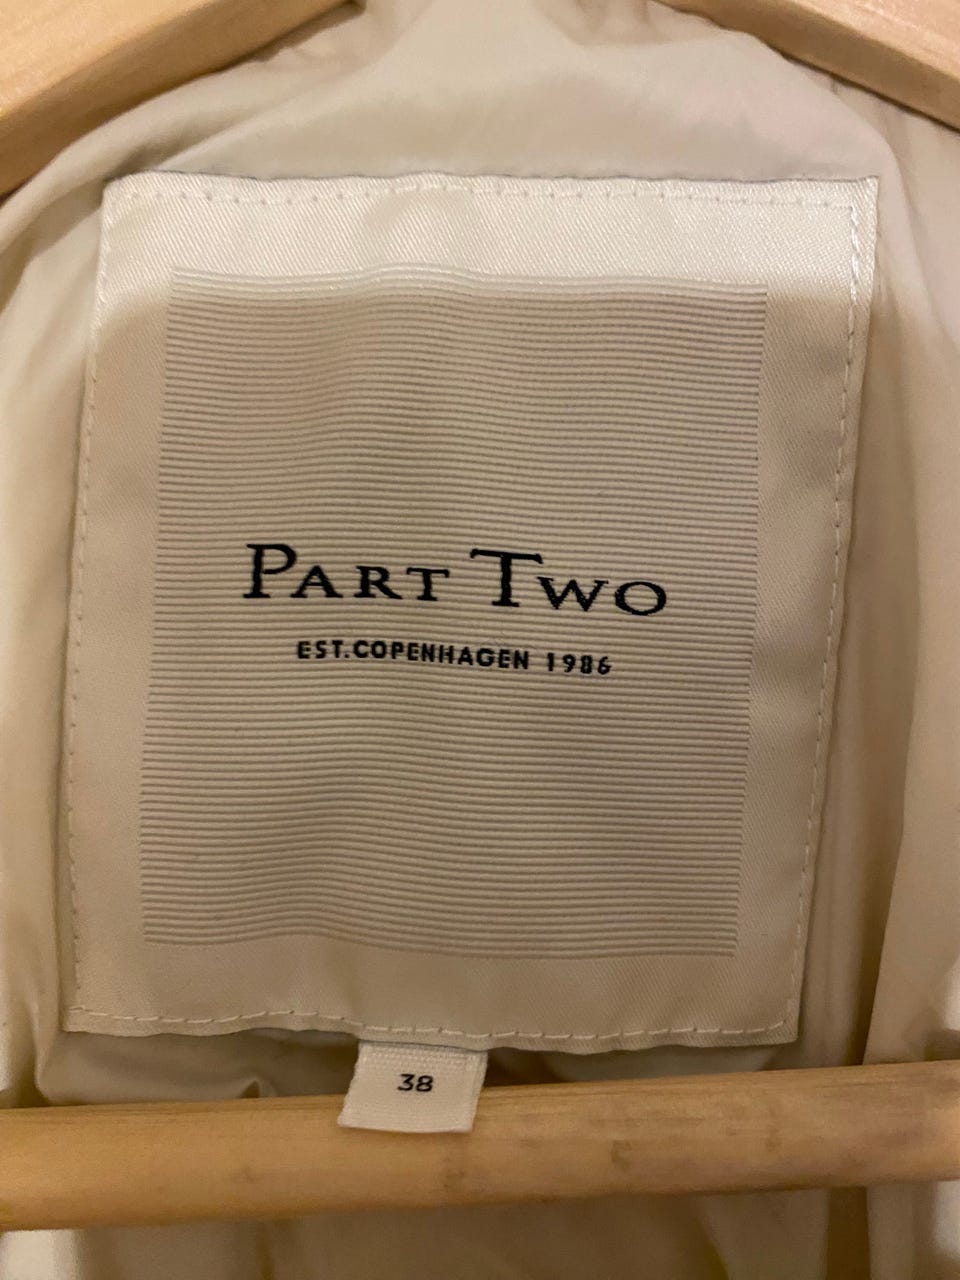 PART TWO
EST.COPENHAGEN 1986
38